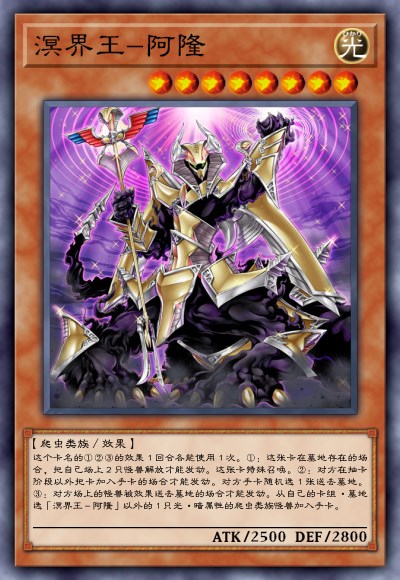 溟界王-阿隆
ひかり
光
【爬虫类族/效果】
这个卡名的①②③的效果1回合各能使用1次。①：这张卡在墓地存在的场
合，把自己场上2只怪兽解放才能发动。这张卡特殊召唤。②：对方在抽卡
阶段以外把卡加入手卡的场合才能发动。对方手卡随机选1张送去墓地。
③：对方场上的怪兽被效果送去墓地的场合才能发动。从自己的卡组·墓地
选「溟界王-阿隆」以外的1只光·暗属性的爬虫类族怪兽加入手卡。
ATK/2500 DEF/2800